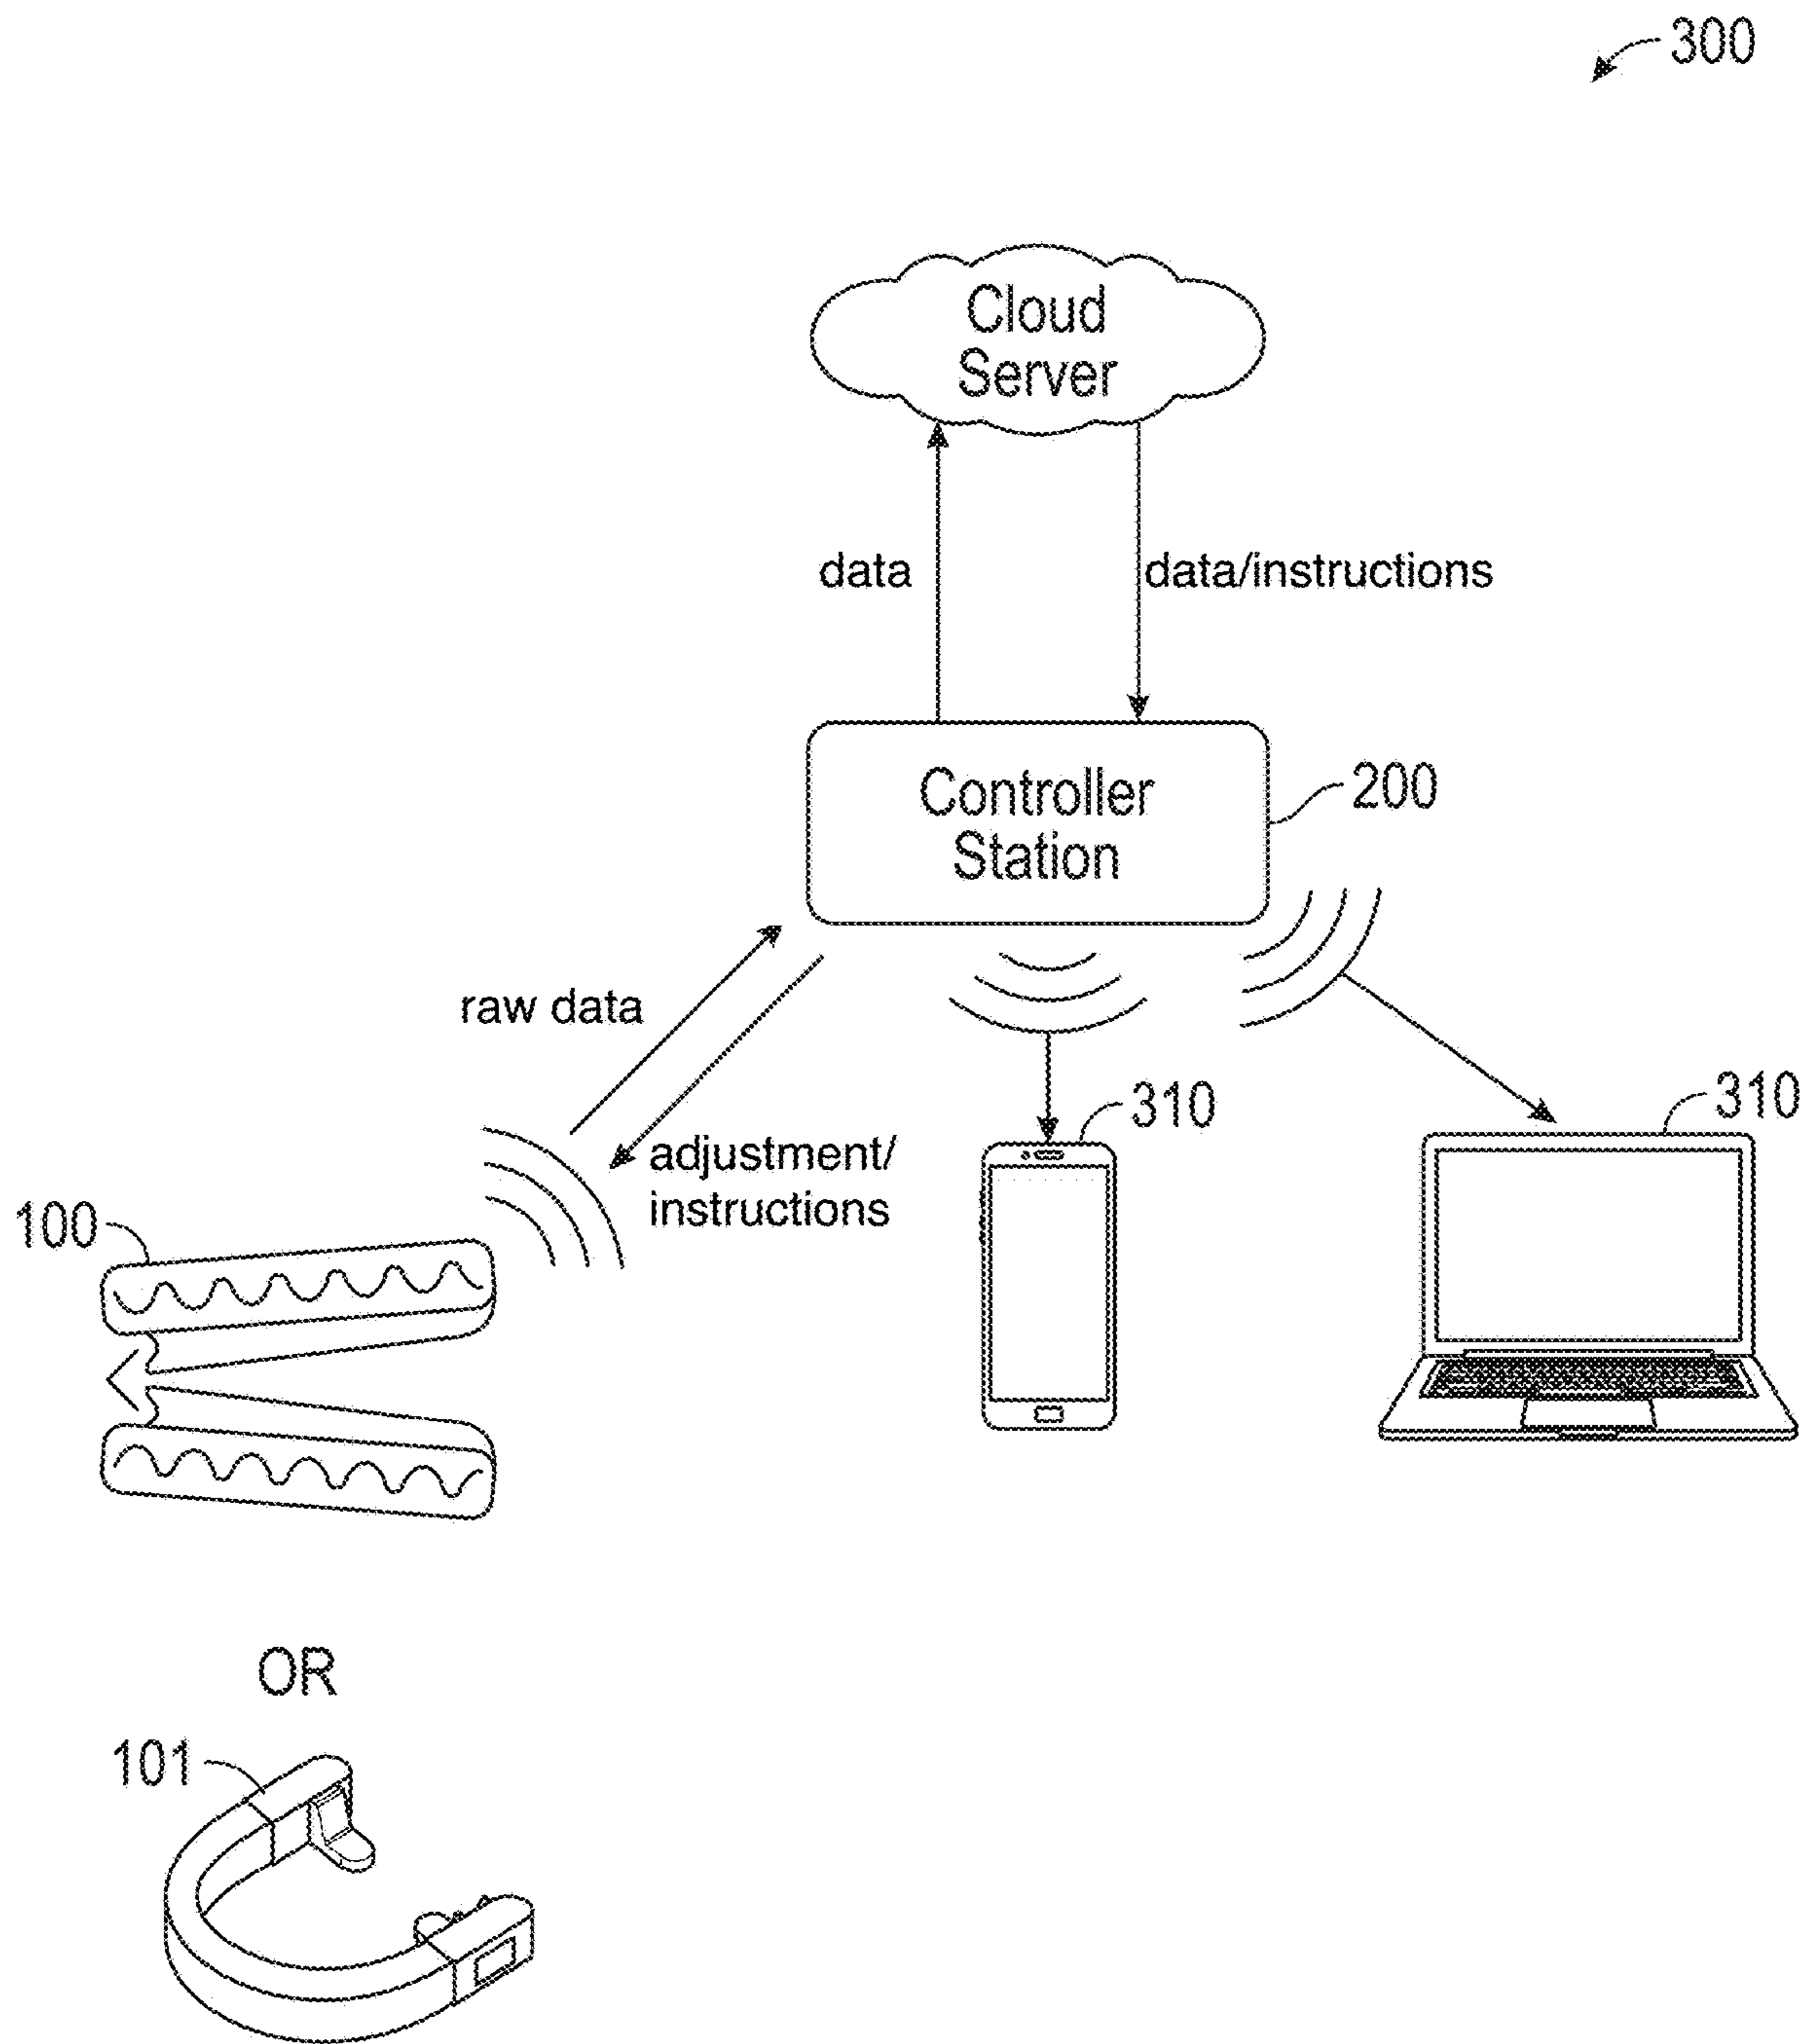 300
Cloud
Server
data
data/instructions
Controller
Station
200
raw data
adjustment/
instructions
310
310
100
OR
101